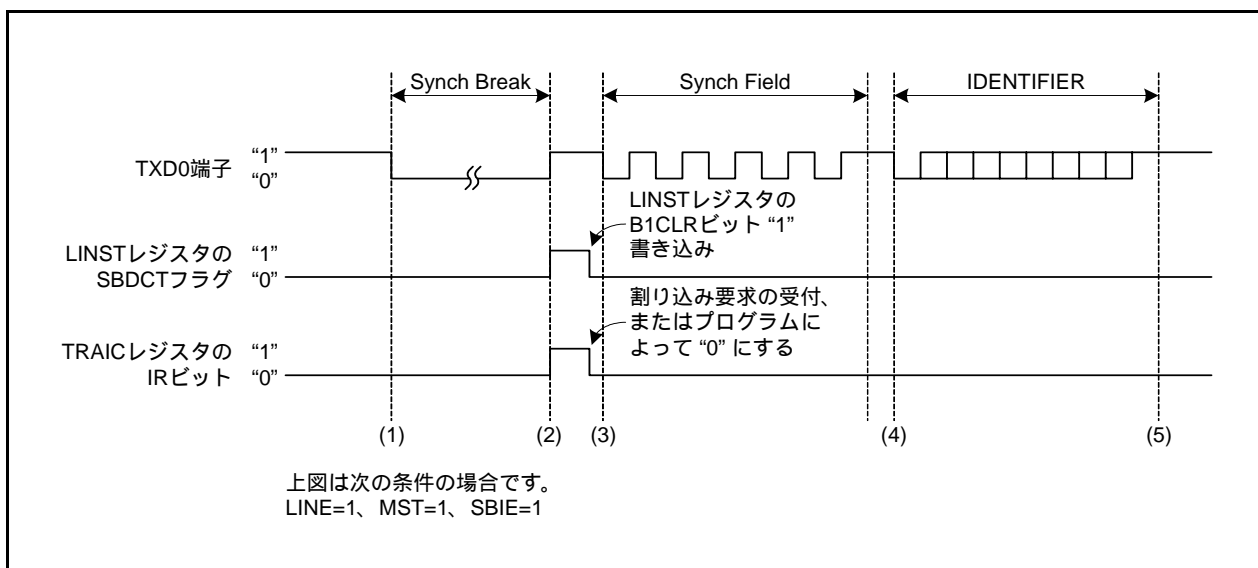 Synch Break
Synch Field
IDENTIFIER
TXD0端子
“1”
“0”
LINSTレジスタの
B1CLRビット “1”
書き込み
LINSTレジスタの
SBDCTフラグ
“1”
“0”
割り込み要求の受付、
またはプログラムに
よって “0” にする
TRAICレジスタの
IRビット
“1”
“0”
(1)
(2)
(3)
(4)
(5)
上図は次の条件の場合です。
LINE=1、MST=1、SBIE=1